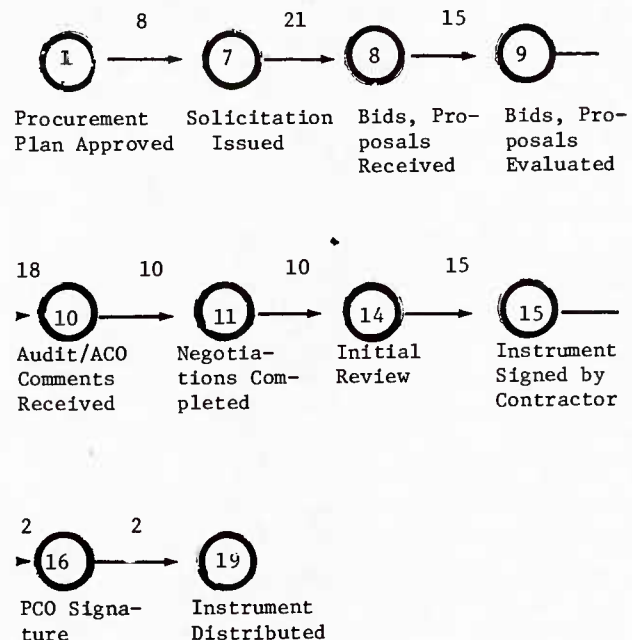 8 21 15
1 7 8 9
Procurement Solicitation Bids, Pro- Bids, Pro-
Plan Approved Issued posals posals
Received Evaluated
18 10 10 15
10 11 14 15
Audit/ACO Negotia- Initial Instrument
Comments tions Com- Review Signed by
Received pleted Contractor
2 2
16 19
PCO Signa- Instrument
ture Distributed